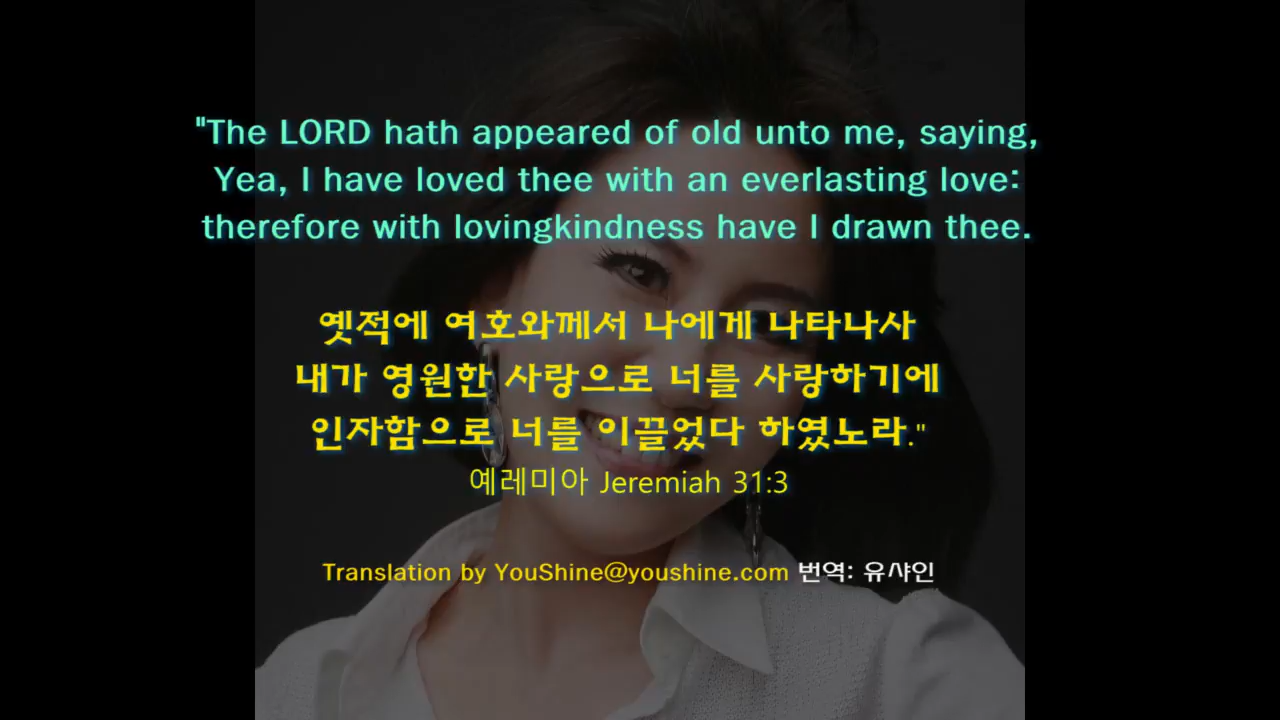 "The LORD hath appeared of old unto me, saying,
Yea, I have loved thee with an everlasting love:
therefore with lovingkindness have I drawn thee.
옛적에 여호와께서 나에게 나타나사
내가 영원한 사랑으로 너를 사랑하기에
인자함으로 너를 이끌었다 하였노라."
예레미아 Jeremiah 31:3
Translation by YouShine@youshine.com 번역: 유샤인